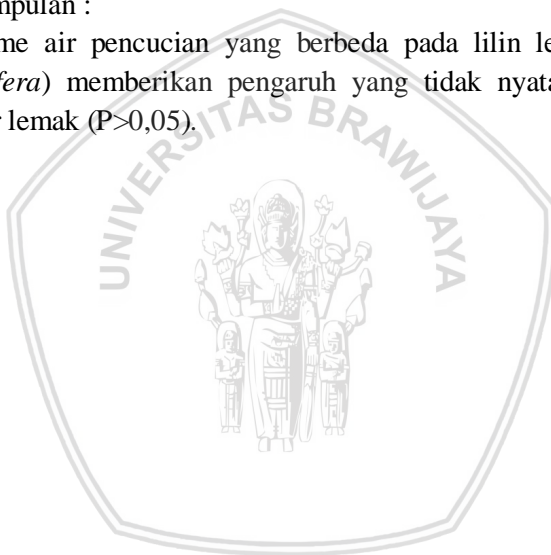 mpulan :
me air pencucian yang berbeda pada lilin le
fera) memberikan pengaruh yang tidak nyata
r lemak (P>0,05).
UNIVERSITAS BRAWIJAYA